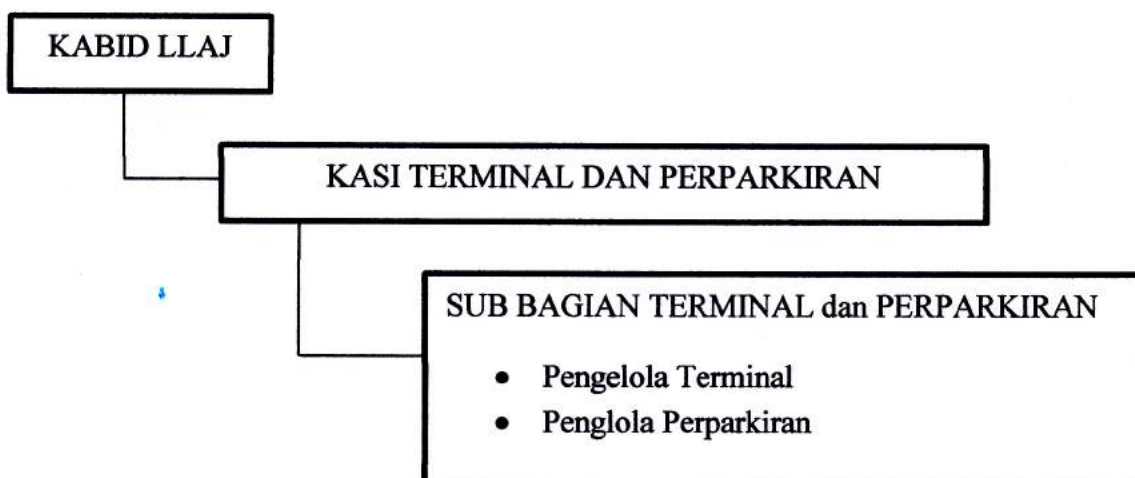 KABID LLAJ
KASI TERMINAL DAN PERPARKIRAN
SUB BAGIAN TERMINAL dan PERPARKIRAN
• Pengelola Terminal
• Penglola Perparkiran